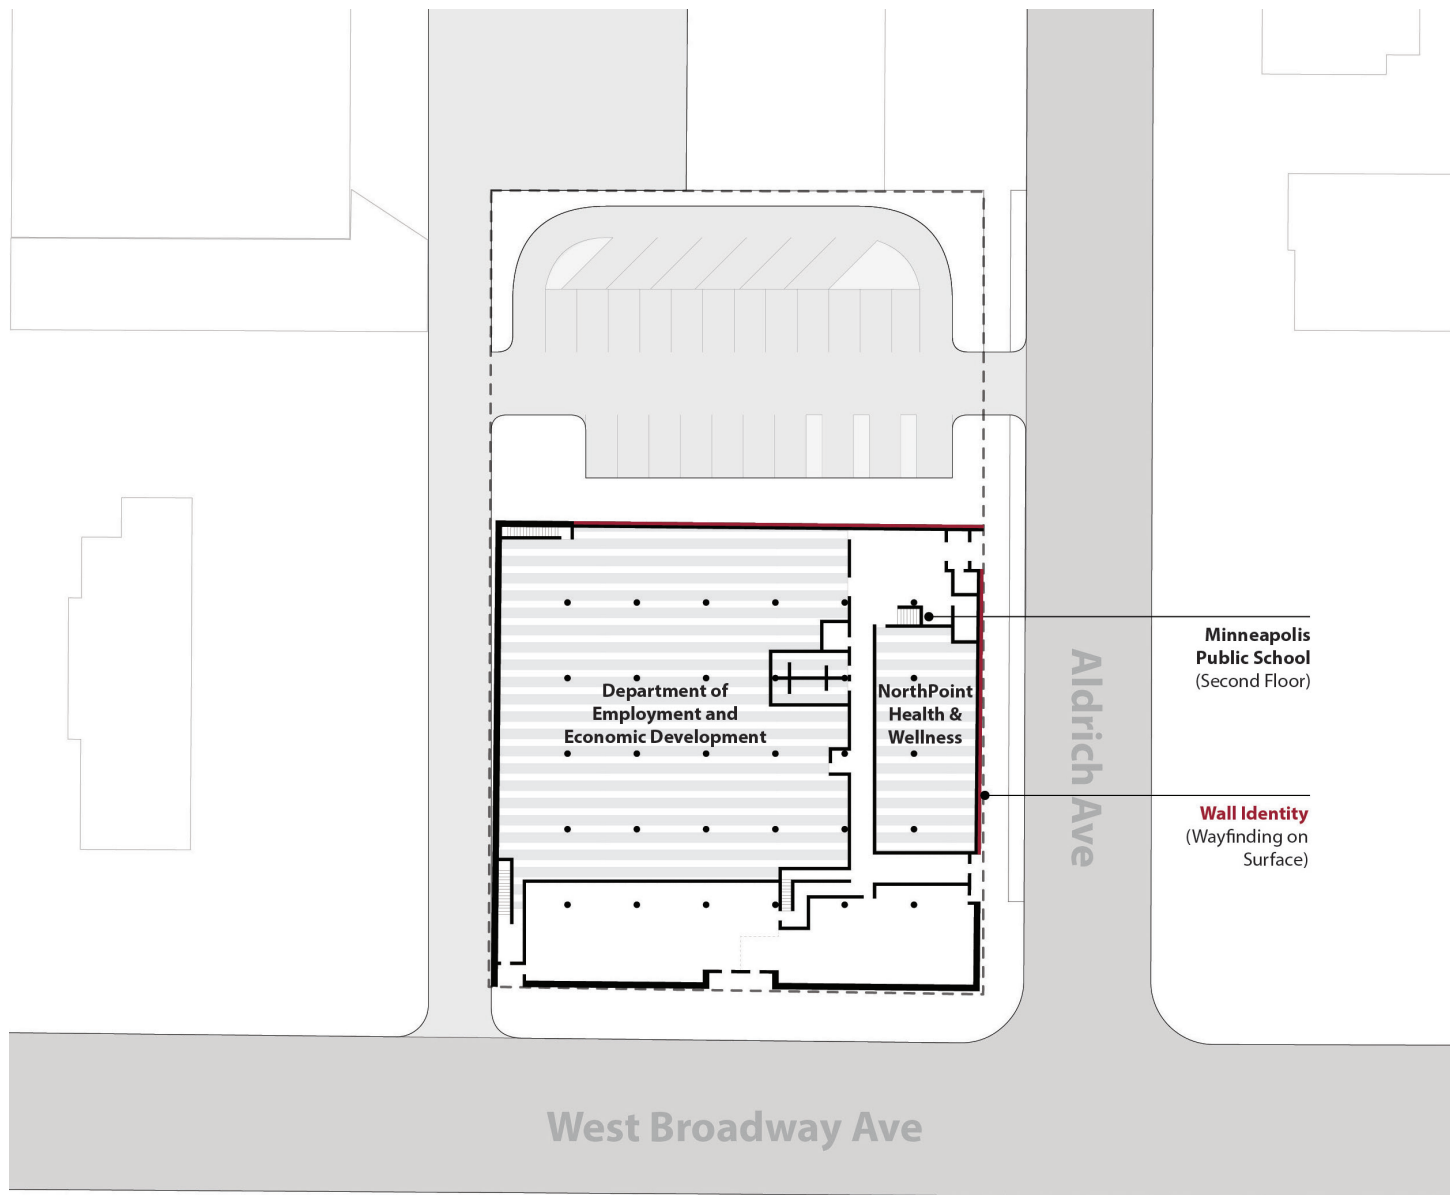 Minneapolis
Public School
(Second Floor)
Department of
Employment and
Economic Development
NorthPoint
Health &
Wellness
Aldrich Ave
Wall Identity
(Wayfinding on
Surface)
West Broadway Ave